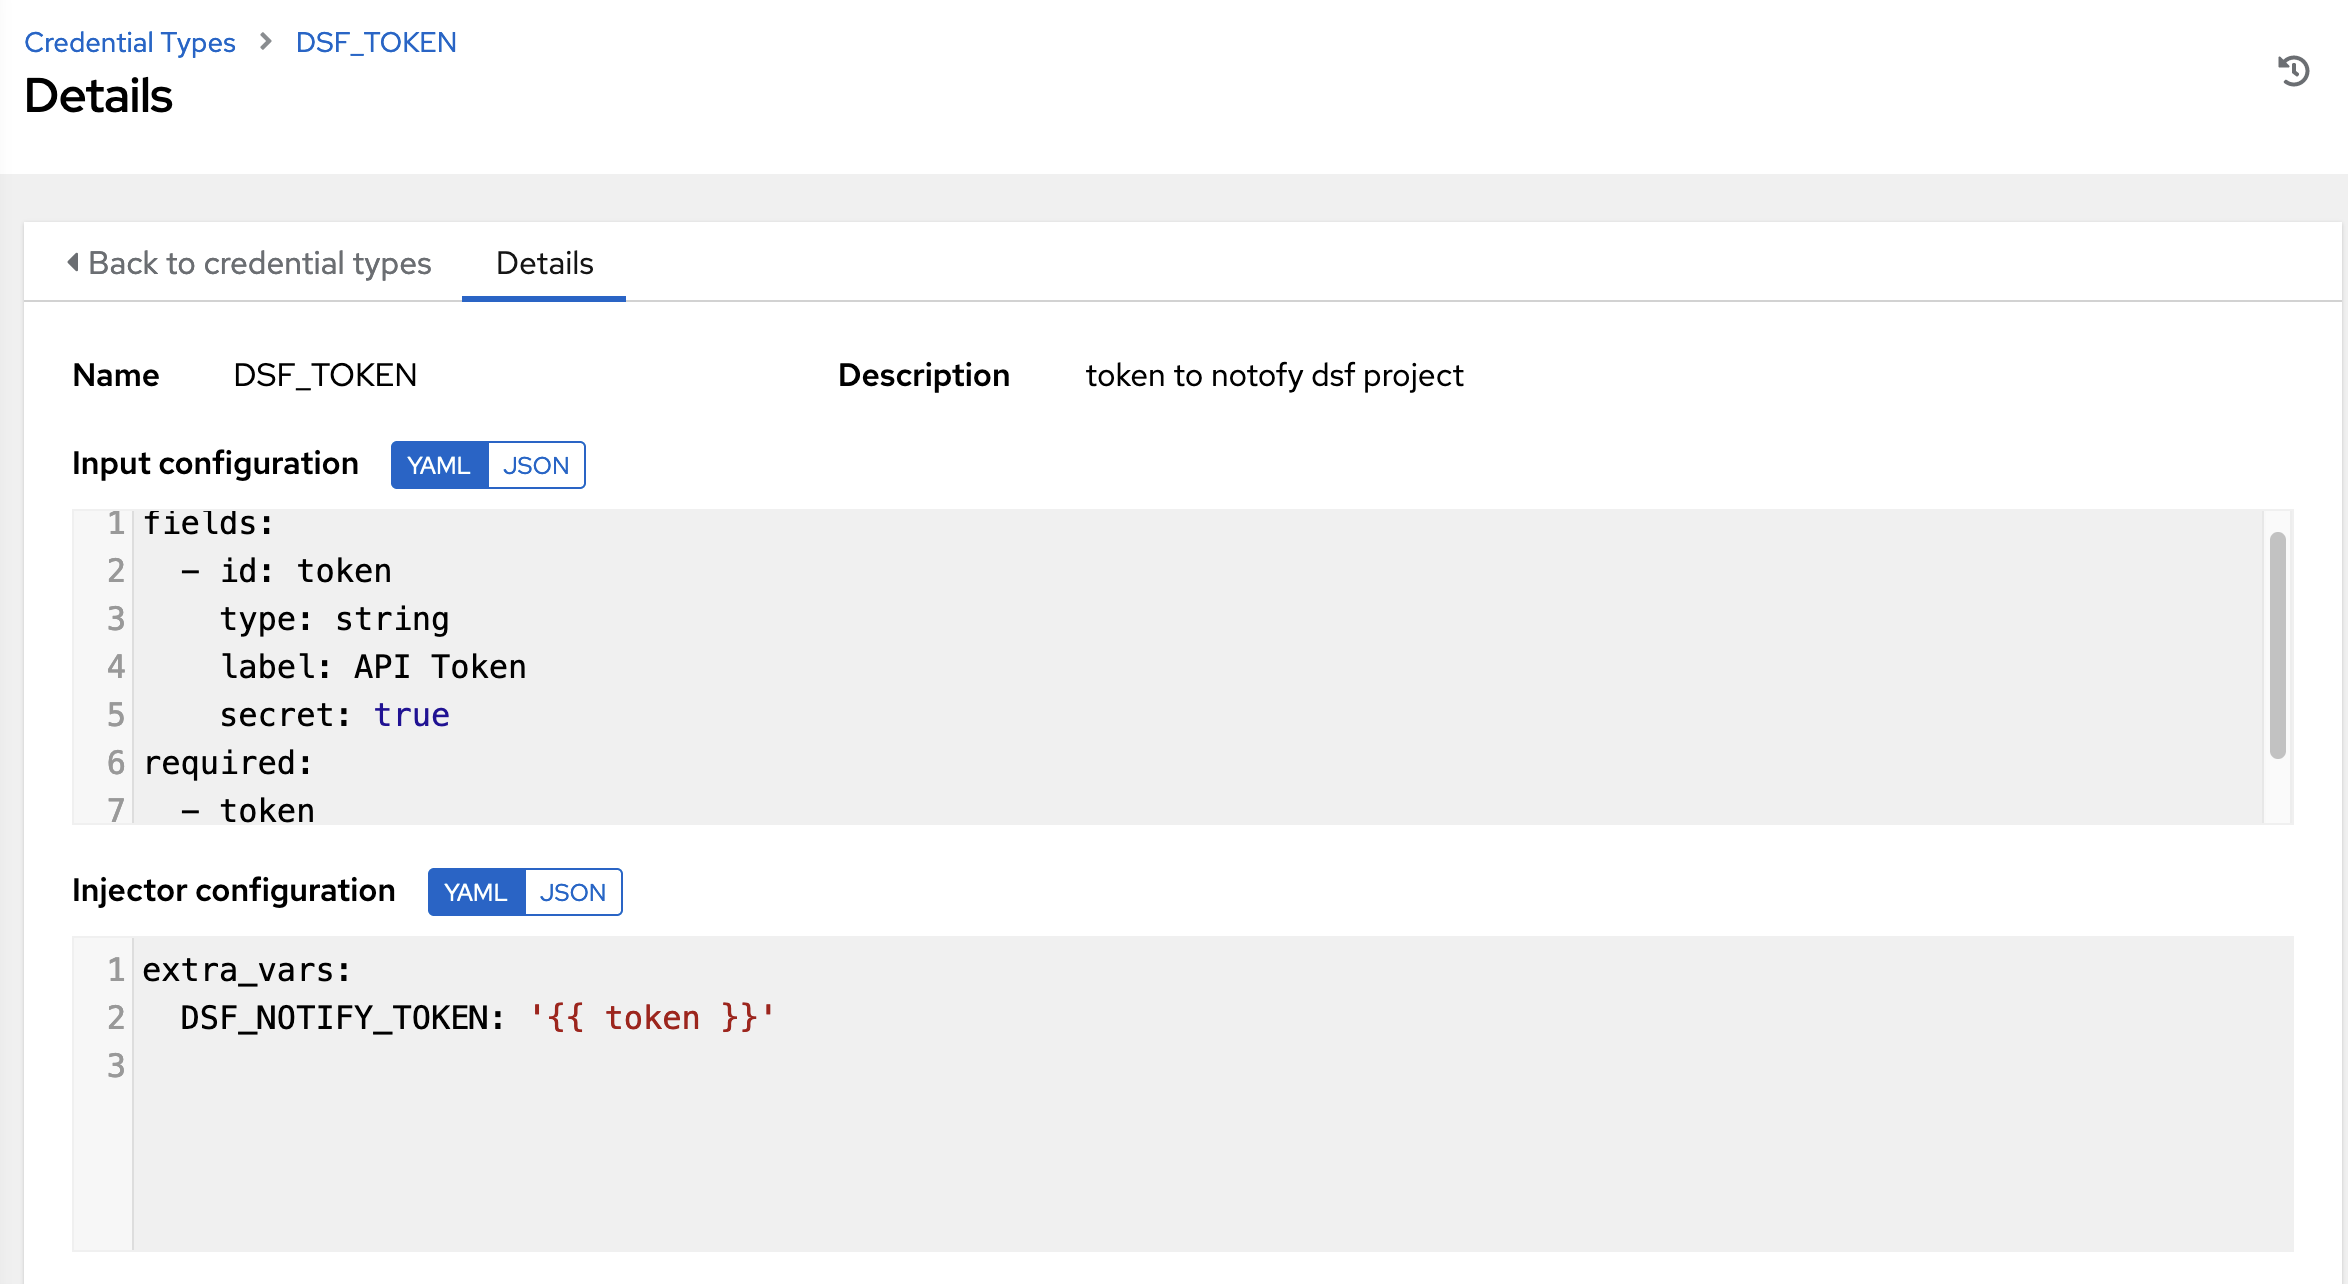 Credential Types > DSF_TOKEN
Details
Back to credential types Details
Name DSF_TOKEN Description token to notofy dsf project
Input configuration YAML JSON
1 fields:
2   - id: token
3     type: string
4     label: API Token
5     secret: true
6 required:
7   - token
Injector configuration YAML JSON
1 extra_vars:
2   DSF_NOTIFY_TOKEN: '{{ token }}'
3